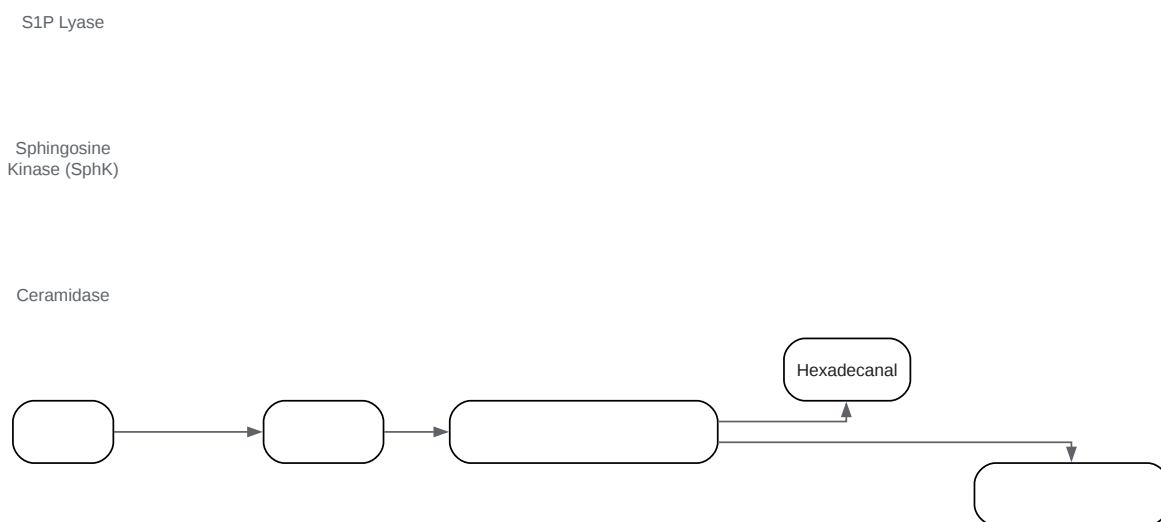 S1P Lyase
Sphingosine
Kinase (SphK)
Ceramidase
Hexadecanal